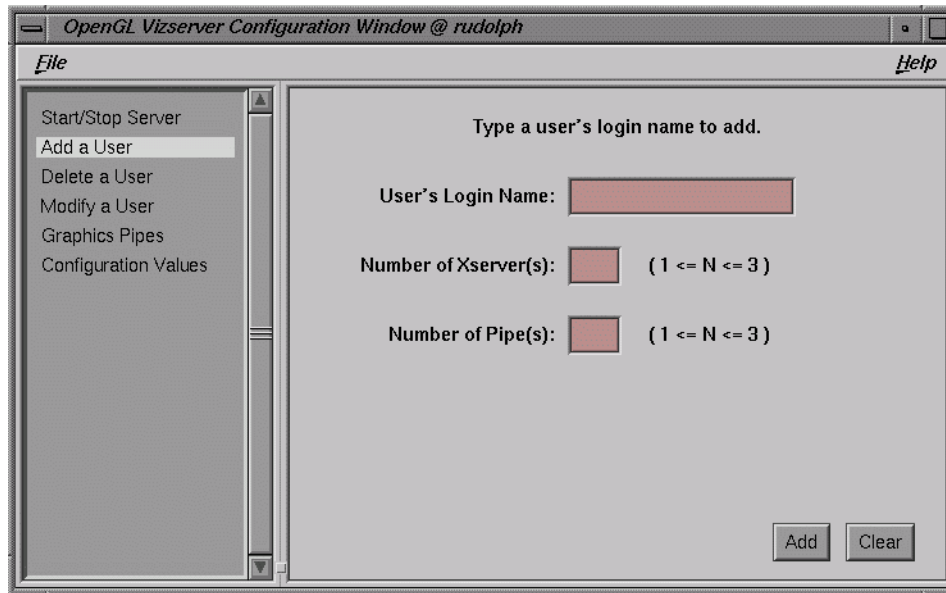 OpenGL Vizserver Configuration Window @ rudolph
File
Help
Start/Stop Server
Add a User
Delete a User
Modify a User
Graphics Pipes
Configuration Values
Type a user's login name to add.
User's Login Name:
Number of Xserver(s): ( 1 <= N <= 3 )
Number of Pipe(s): ( 1 <= N <= 3 )
Add
Clear